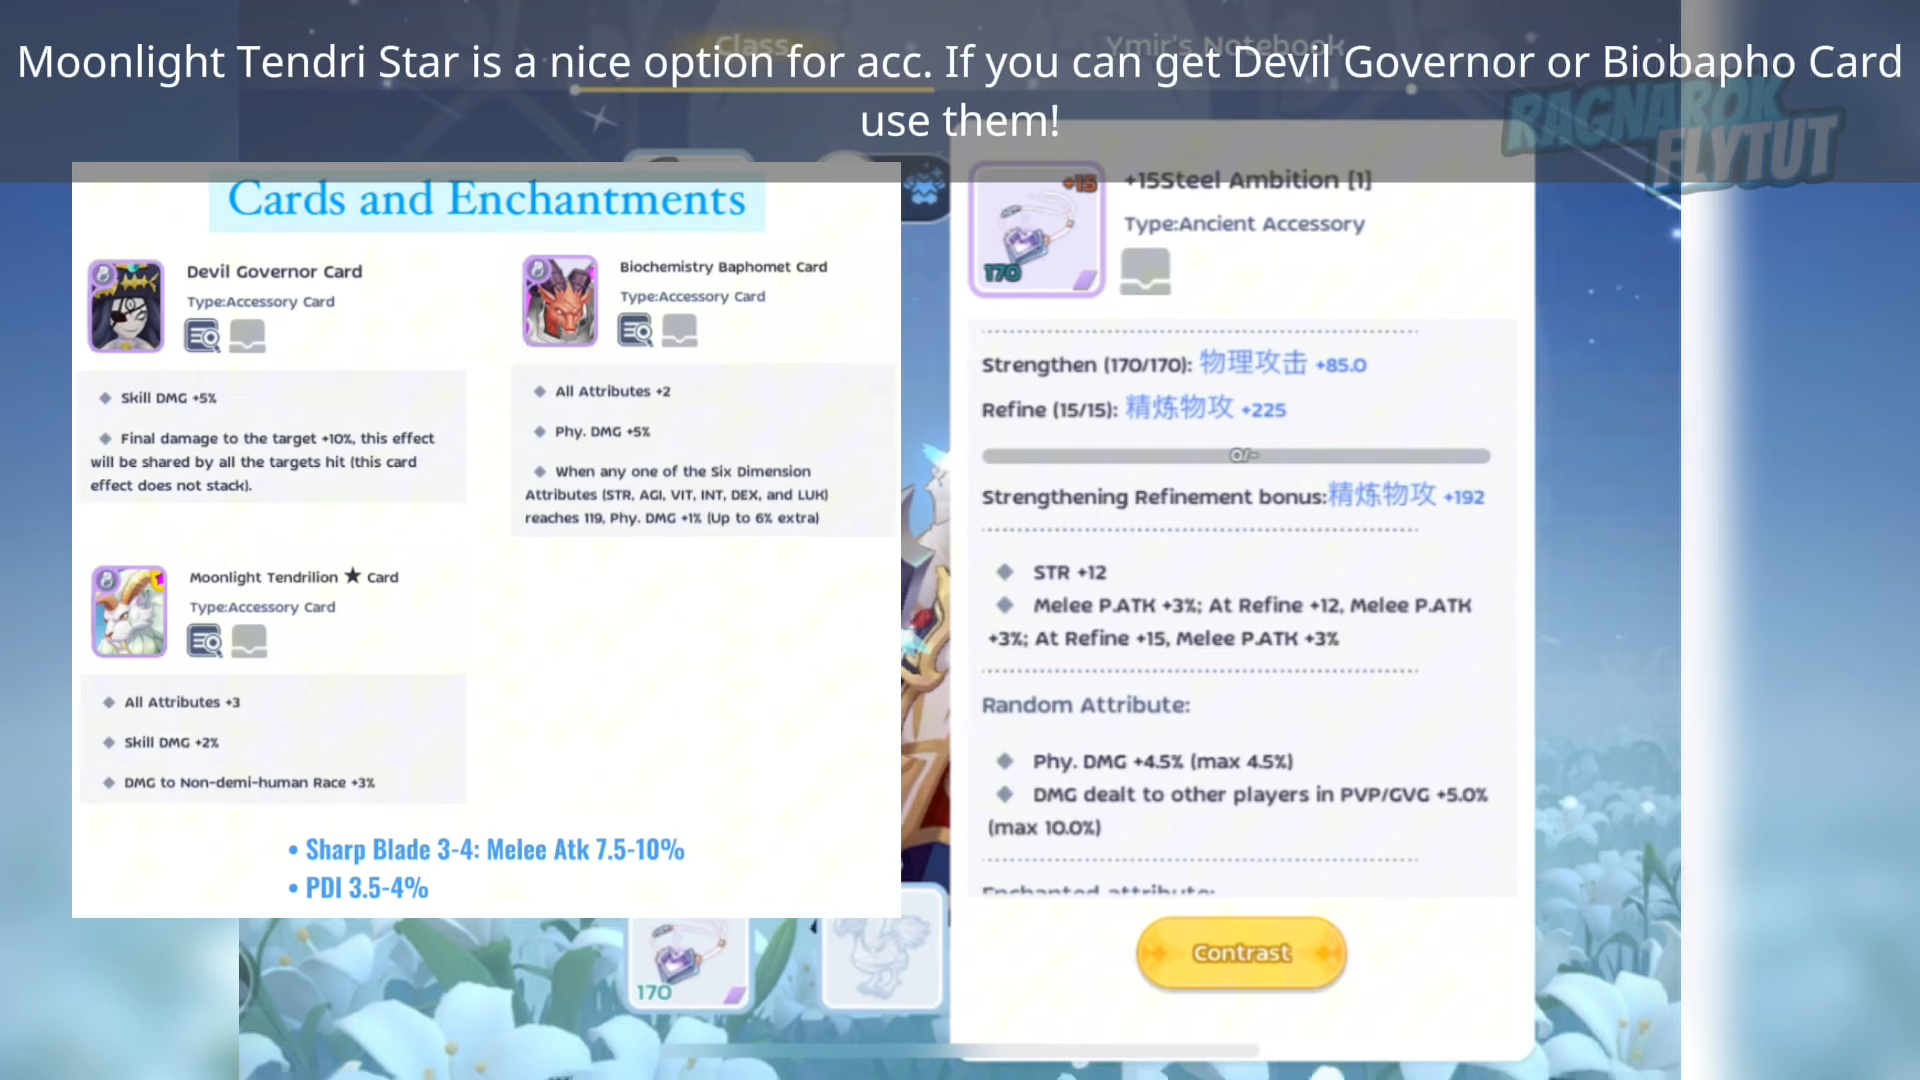 Class
Ymir's Notebook
Moonlight Tendri Star is a nice option for acc. If you can get Devil Governor or Biobapho Card
use them!
RAGNAROK
FLYTUT
Cards and Enchantments
Devil Governor Card
Type:Accessory Card
Skill DMG +5%
Final damage to the target +10%, this effect
will be shared by all the targets hit (this card
effect does not stack).
Biochemistry Baphomet Card
Type:Accessory Card
All Attributes +2
Phy. DMG +5%
When any one of the Six Dimension
Attributes (STR, AGI, VIT, INT, DEX, and LUK)
reaches 119, Phy. DMG +1% (Up to 6% extra)
Moonlight Tendrilion ★ Card
Type:Accessory Card
All Attributes +3
Skill DMG +2%
DMG to Non-demi-human Race +3%
• Sharp Blade 3-4: Melee Atk 7.5-10%
• PDI 3.5-4%
170
+15
170
+15Steel Ambition [1]
Type:Ancient Accessory
Strengthen (170/170): 物理攻击 +85.0
Refine (15/15): 精炼物攻 +225
0/-
Strengthening Refinement bonus:精炼物攻 +192
STR +12
Melee P.ATK +3%; At Refine +12, Melee P.ATK
+3%; At Refine +15, Melee P.ATK +3%
Random Attribute:
Phy. DMG +4.5% (max 4.5%)
DMG dealt to other players in PVP/GVG +5.0%
(max 10.0%)
Enchanted attribute:
Contrast